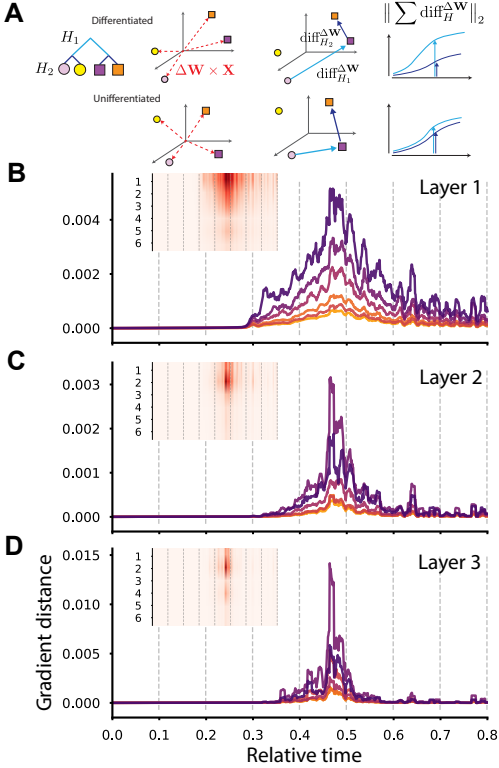 A
Differentiated
H₁
H₂
ΔW × X
diff_{H₂}^{ΔW}
diff_{H₁}^{ΔW}
‖ ∑ diff_H^{ΔW} ‖₂
Unifferentiated
B
Layer 1
1
2
3
4
5
6
0.004
0.002
0.000
C
Layer 2
1
2
3
4
5
6
0.003
0.002
0.001
0.000
D
Layer 3
1
2
3
4
5
6
0.015
0.010
0.005
0.000
Gradient distance
0.0 0.1 0.2 0.3 0.4 0.5 0.6 0.7 0.8
Relative time